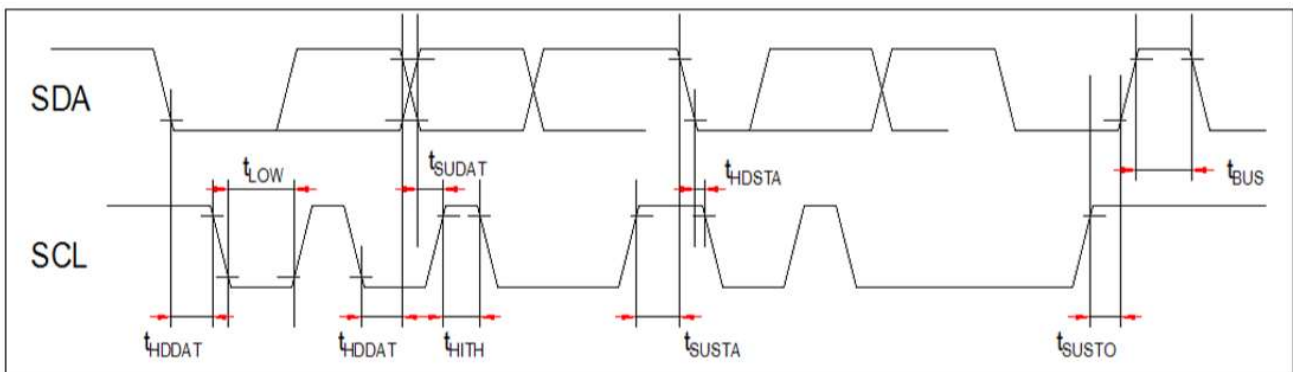 SDA
tLOW
tSUDAT
tHDSTA
tBUS
SCL
tHDDAT
tHDDAT
tHITH
tSUSTA
tSUSTO